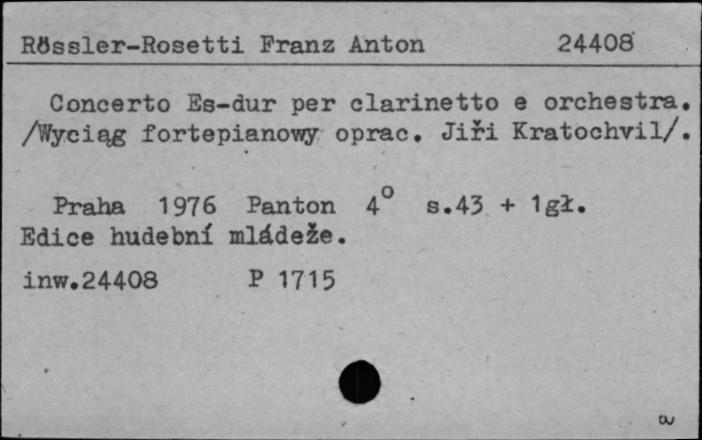 Rössler-Rosetti Franz Anton 24408
Concerto Es-dur per clarinetto e orchestra.
/Wyciąg fortepianowy oprac. Jiři Kratochvil/.
Praha 1976 Panton 4° s.43 + 1gł.
Edice hudební mládeže.
inw.24408 P 1715